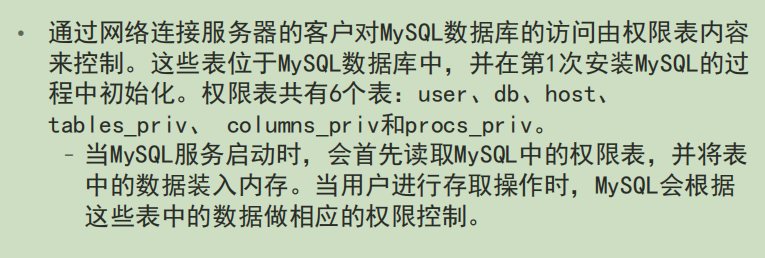 • 通过网络连接服务器的客户对MySQL数据库的访问由权限表内容
来控制。这些表位于MySQL数据库中，并在第1次安装MySQL的过
程中初始化。权限表共有6个表：user、db、host、
tables_priv、 columns_priv和procs_priv。
– 当MySQL服务启动时，会首先读取MySQL中的权限表，并将表
中的数据装入内存。当用户进行存取操作时，MySQL会根据
这些表中的数据做相应的权限控制。